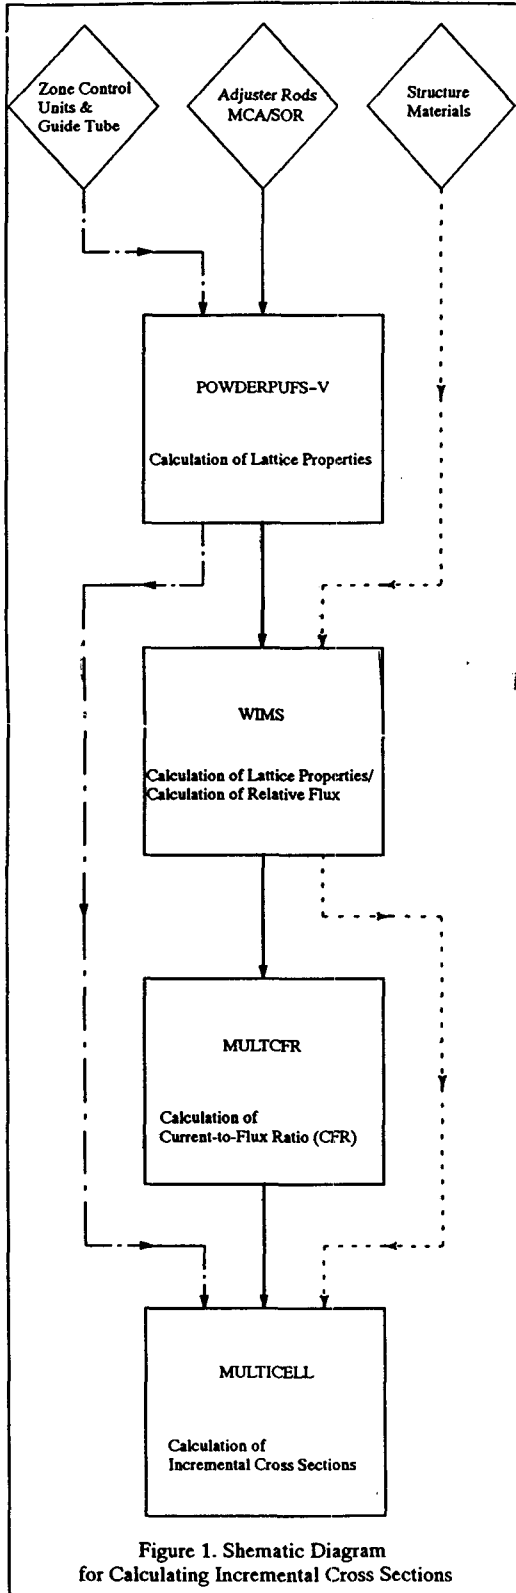 Zone Control
Units &
Guide Tube
Adjuster Rods
MCA/SOR
Structure
Materials
POWDERPUFS-V
Calculation of Lattice Properties
WIMS
Calculation of Lattice Properties/
Calculation of Relative Flux
MULTCFR
Calculation of
Current-to-Flux Ratio (CFR)
MULTICELL
Calculation of
Incremental Cross Sections
Figure 1. Shematic Diagram
for Calculating Incremental Cross Sections